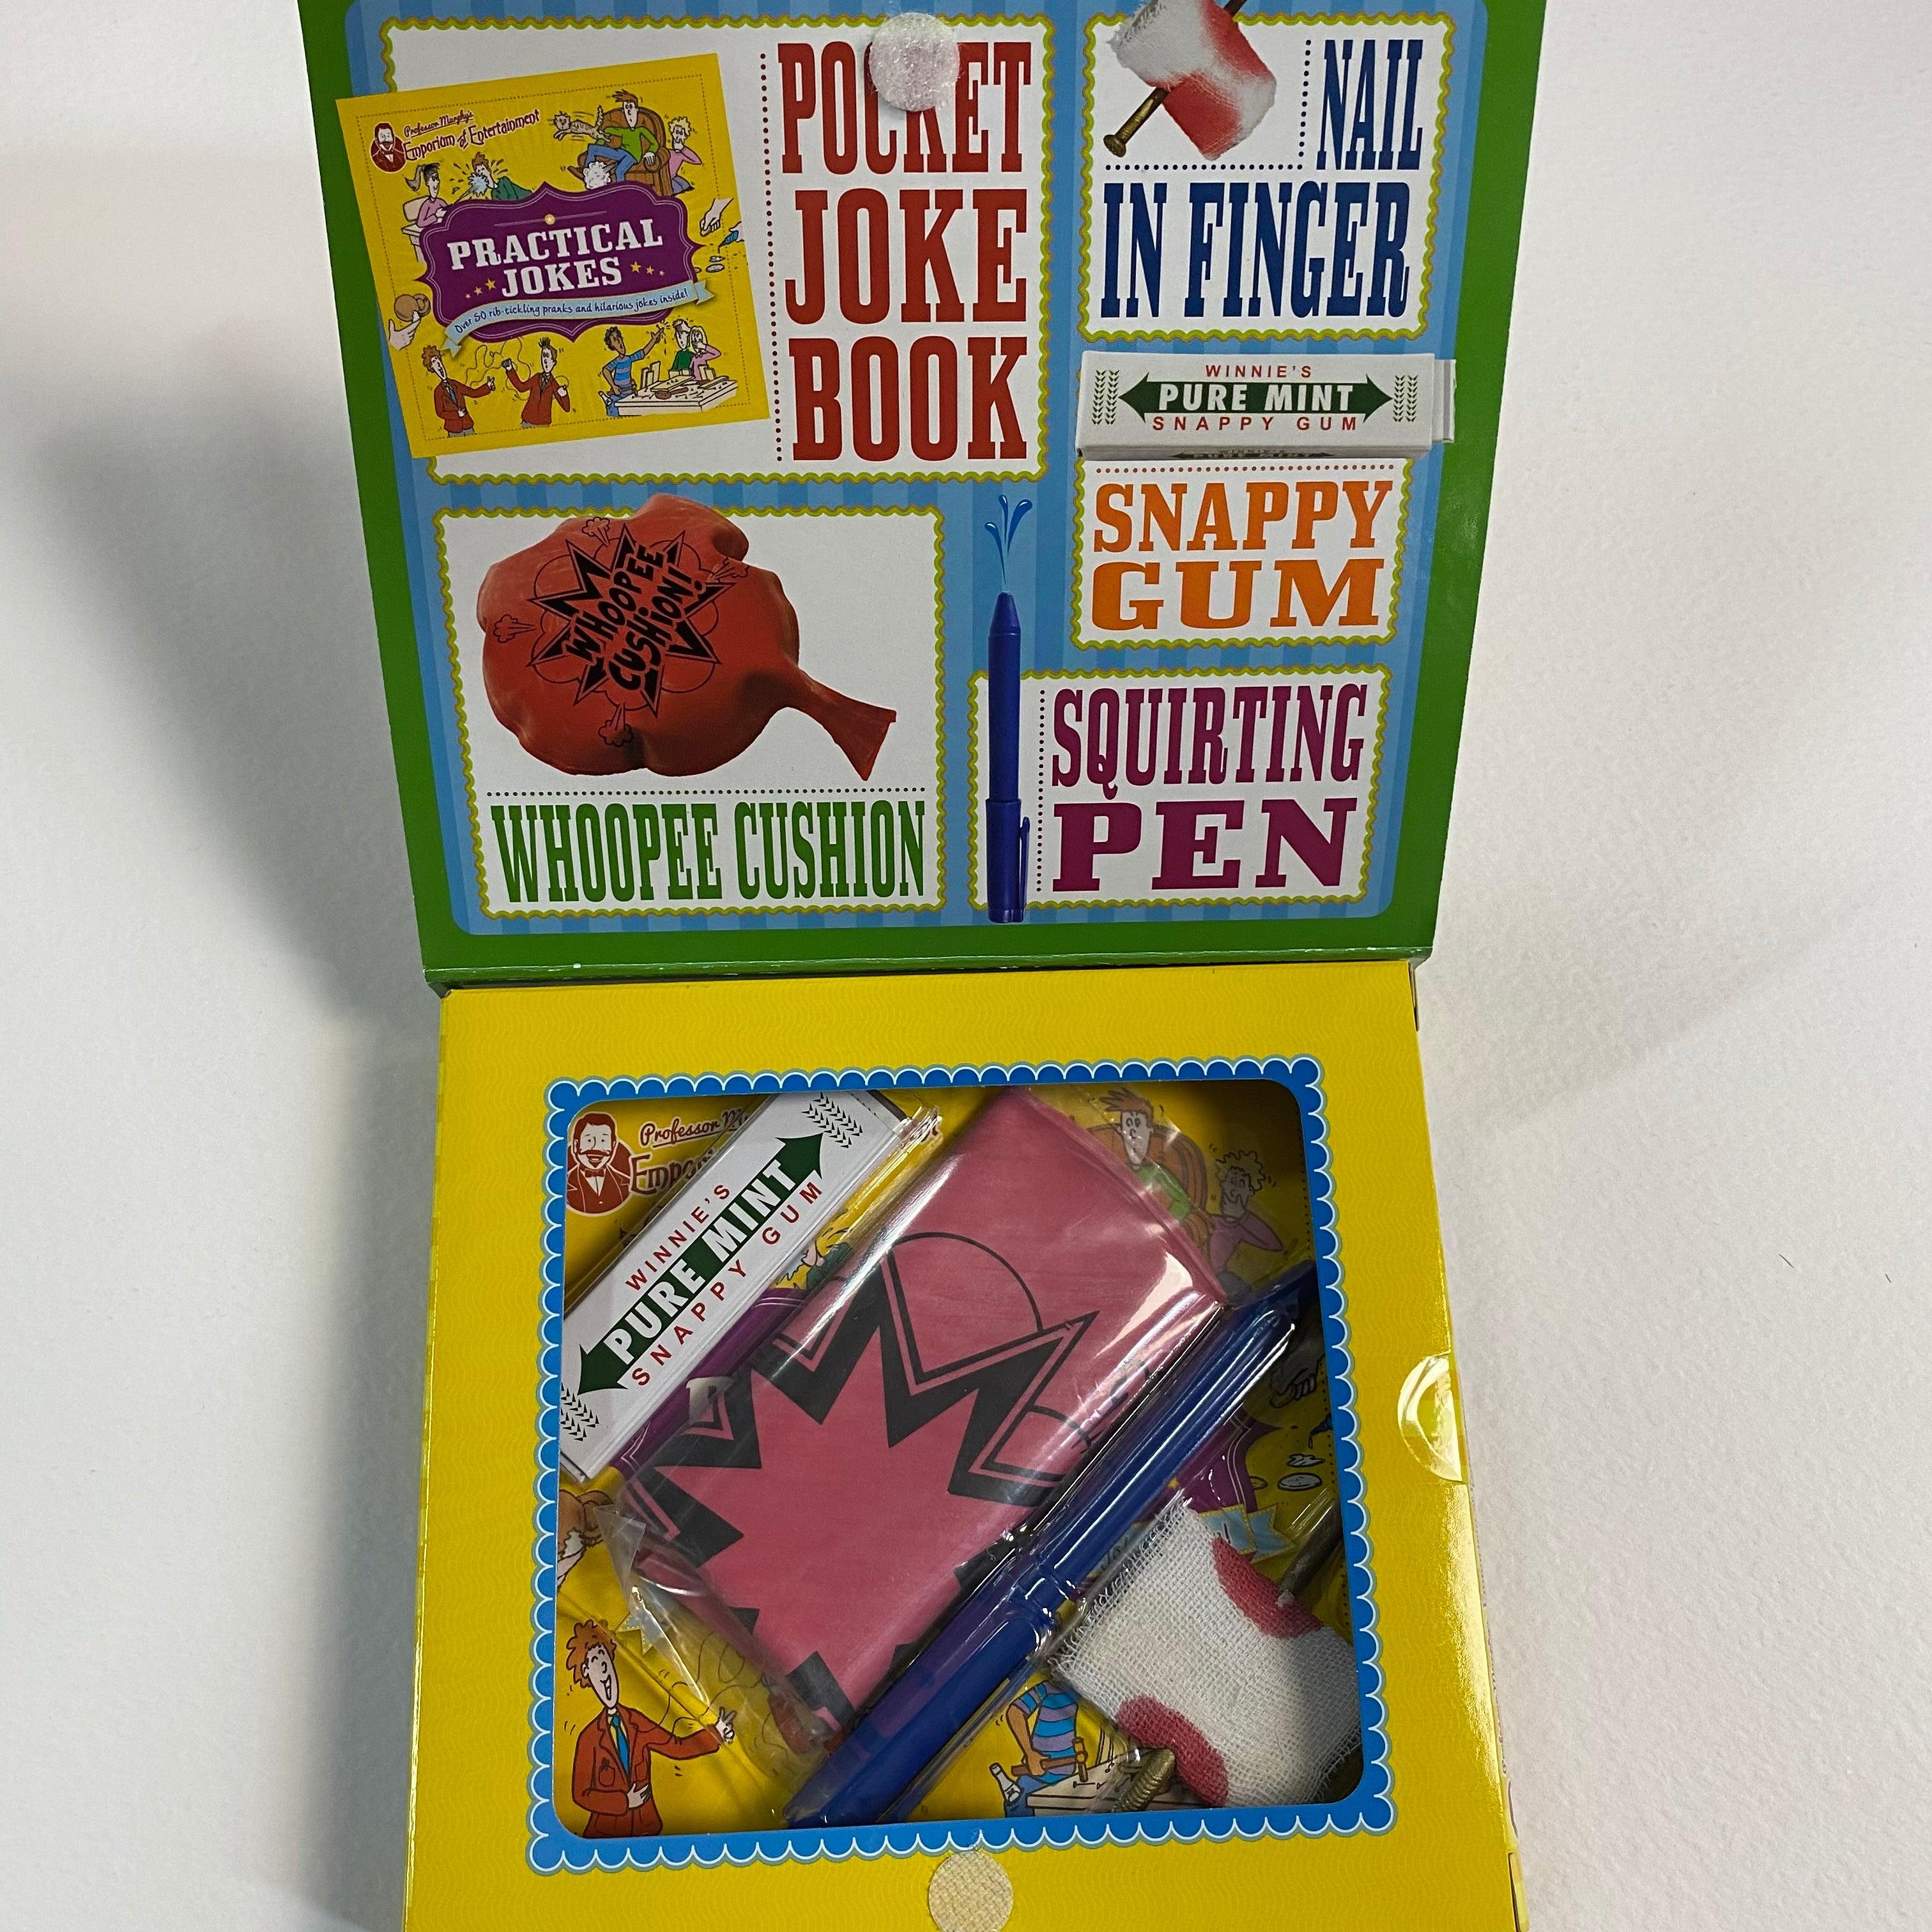 Professor Murphy's
Emporium of Entertainment
PRACTICAL
JOKES
Over 50 rib-tickling pranks and hilarious jokes inside!
POCKET
JOKE
BOOK
NAIL
IN FINGER
WINNIE'S
PURE MINT
SNAPPY GUM
SNAPPY
GUM
WHOOPEE
CUSHION!
WHOOPEE CUSHION
SQUIRTING
PEN
Professor
WINNIE'S
PURE MINT
SNAPPY GUM